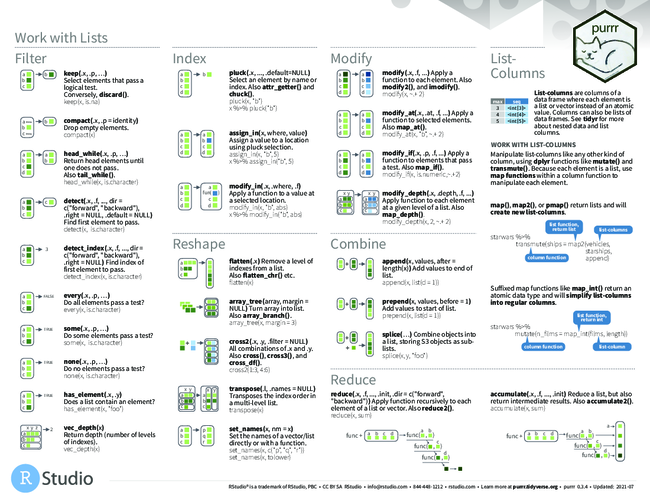 purrr
Work with Lists
Filter
keep(.x, .p, …)
Select elements that pass a
logical test.
Conversely, discard().
keep(x, is.na)
compact(.x, .p = identity)
Drop empty elements.
compact(x)
head_while(.x, .p, …)
Return head elements until
one does not pass.
Also tail_while().
head_while(x, is.character)
detect(.x, .f, ..., dir =
c("forward", "backward"),
.right = NULL, .default = NULL)
Find first element to pass.
detect(x, is.character)
detect_index(.x, .f, ..., dir =
c("forward", "backward"),
.right = NULL) Find index of
first element to pass.
detect_index(x, is.character)
every(.x, .p, …)
Do all elements pass a test?
every(x, is.character)
some(.x, .p, …)
Do some elements pass a test?
some(x, is.character)
none(.x, .p, …)
Do no elements pass a test?
none(x, is.character)
has_element(.x, .y)
Does a list contain an element?
has_element(x, "foo")
vec_depth(x)
Return depth (number of levels
of indexes).
vec_depth(x)
Index
pluck(.x, ..., .default=NULL)
Select an element by name or
index. Also attr_getter() and
chuck().
pluck(x, "b")
x %>% pluck("b")
assign_in(x, where, value)
Assign a value to a location
using pluck selection.
assign_in(x, "b", 5)
x %>% assign_in("b", 5)
modify_in(.x, .where, .f)
Apply a function to a value at
a selected location.
modify_in(x, "b", abs)
x %>% modify_in("b", abs)
Reshape
flatten(.x) Remove a level of
indexes from a list.
Also flatten_chr() etc.
flatten(x)
array_tree(array, margin =
NULL) Turn array into list.
Also array_branch().
array_tree(x, margin = 3)
cross2(.x, .y, .filter = NULL)
All combinations of .x and .y.
Also cross(), cross3(), and
cross_df().
cross2(1:3, 4:6)
transpose(.l, .names = NULL)
Transposes the index order
in a multi-level list.
transpose(x)
set_names(x, nm = x)
Set the names of a vector/list
directly or with a function.
set_names(x, c("p", "q", "r"))
set_names(x, tolower)
Modify
modify(.x, .f, ...) Apply a
function to each element. Also
modify2(), and imodify().
modify(x, ~.+ 2)
modify_at(.x, .at, .f, ...) Apply a
function to selected elements.
Also map_at().
modify_at(x, "b", ~.+ 2)
modify_if(.x, .p, .f, ...) Apply a
function to elements that pass
a test. Also map_if().
modify_if(x, is.numeric,~.+2)
modify_depth(.x, .depth, .f, ...)
Apply function to each element
at a given level of a list. Also
map_depth().
modify_depth(x, 2, ~.+ 2)
Combine
append(x, values, after =
length(x)) Add values to end of
list.
append(x, list(d = 1))
prepend(x, values, before = 1)
Add values to start of list.
prepend(x, list(d = 1))
splice(…) Combine objects into
a list, storing S3 objects as sub-
lists.
splice(x, y, "foo")
List-
Columns
max seq
3 <int [3]>
4 <int [4]>
5 <int [5]>
List-columns are columns of a
data frame where each element is
a list or vector instead of an atomic
value. Columns can also be lists of
data frames. See tidyr for more
about nested data and list
columns.
WORK WITH LIST-COLUMNS
Manipulate list-columns like any other kind of
column, using dplyr functions like mutate() and
transmute(). Because each element is a list, use
map functions within a column function to
manipulate each element.
map(), map2(), or pmap() return lists and will
create new list-columns.
list function,
return list
list-columns
starwars %>%
transmute(ships = map2(vehicles,
starships,
append)
column function
Suffixed map functions like map_int() return an
atomic data type and will simplify list-columns
into regular columns.
list function,
return int
starwars %>%
mutate(n_films = map_int(films, length))
column function
list-columns
Reduce
reduce(.x, .f, ..., .init, .dir = c("forward",
"backward")) Apply function recursively to each
element of a list or vector. Also reduce2().
reduce(x, sum)
accumulate(.x, .f, ..., .init) Reduce a list, but also
return intermediate results. Also accumulate2().
accumulate(x, sum)
R Studio
RStudio® is a trademark of RStudio, PBC • CC BY SA RStudio • info@rstudio.com • 844-448-1212 • rstudio.com • Learn more at purrr.tidyverse.org • purrr 0.3.4 • Updated: 2021-07